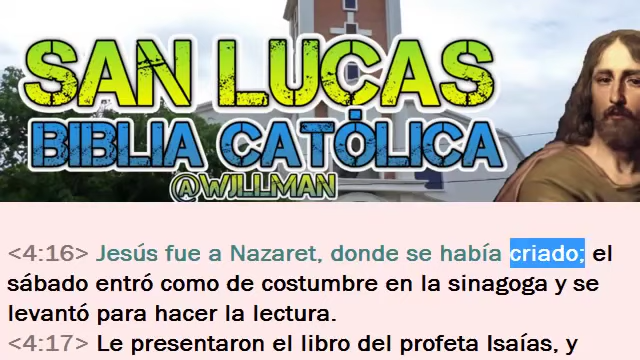 SAN LUCAS
BIBLIA CATÓLICA
@WJLLMAN
<4:16> Jesús fue a Nazaret, donde se había criado; el
sábado entró como de costumbre en la sinagoga y se
levantó para hacer la lectura.
<4:17> Le presentaron el libro del profeta Isaías, y